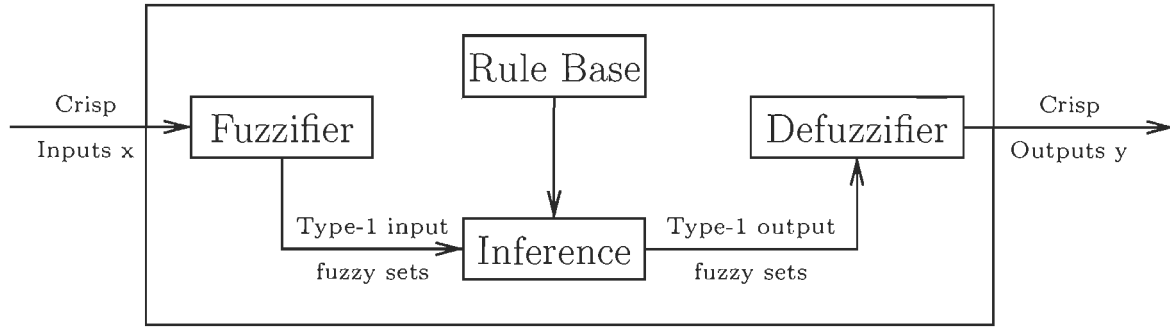 Rule Base
Crisp
Inputs x
Fuzzifier
Defuzzifier
Crisp
Outputs y
Type-1 input
fuzzy sets
Inference
Type-1 output
fuzzy sets